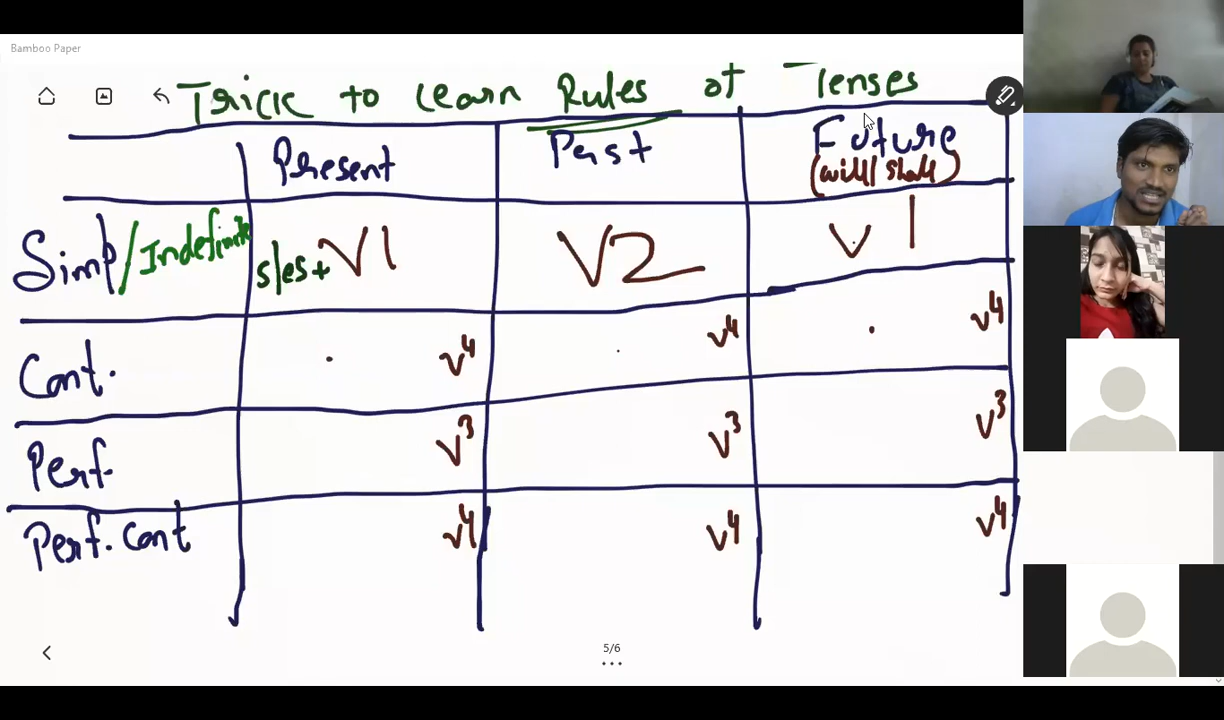 Bamboo Paper
Trick to learn Rules of Tenses
Present Past Future
(will/shall)
Simp/Indefinite s/es+V1 V2 V1
Cont. V4 V4 V4
Perf. V3 V3 V3
Perf. Cont V4 V4 V4
5/6